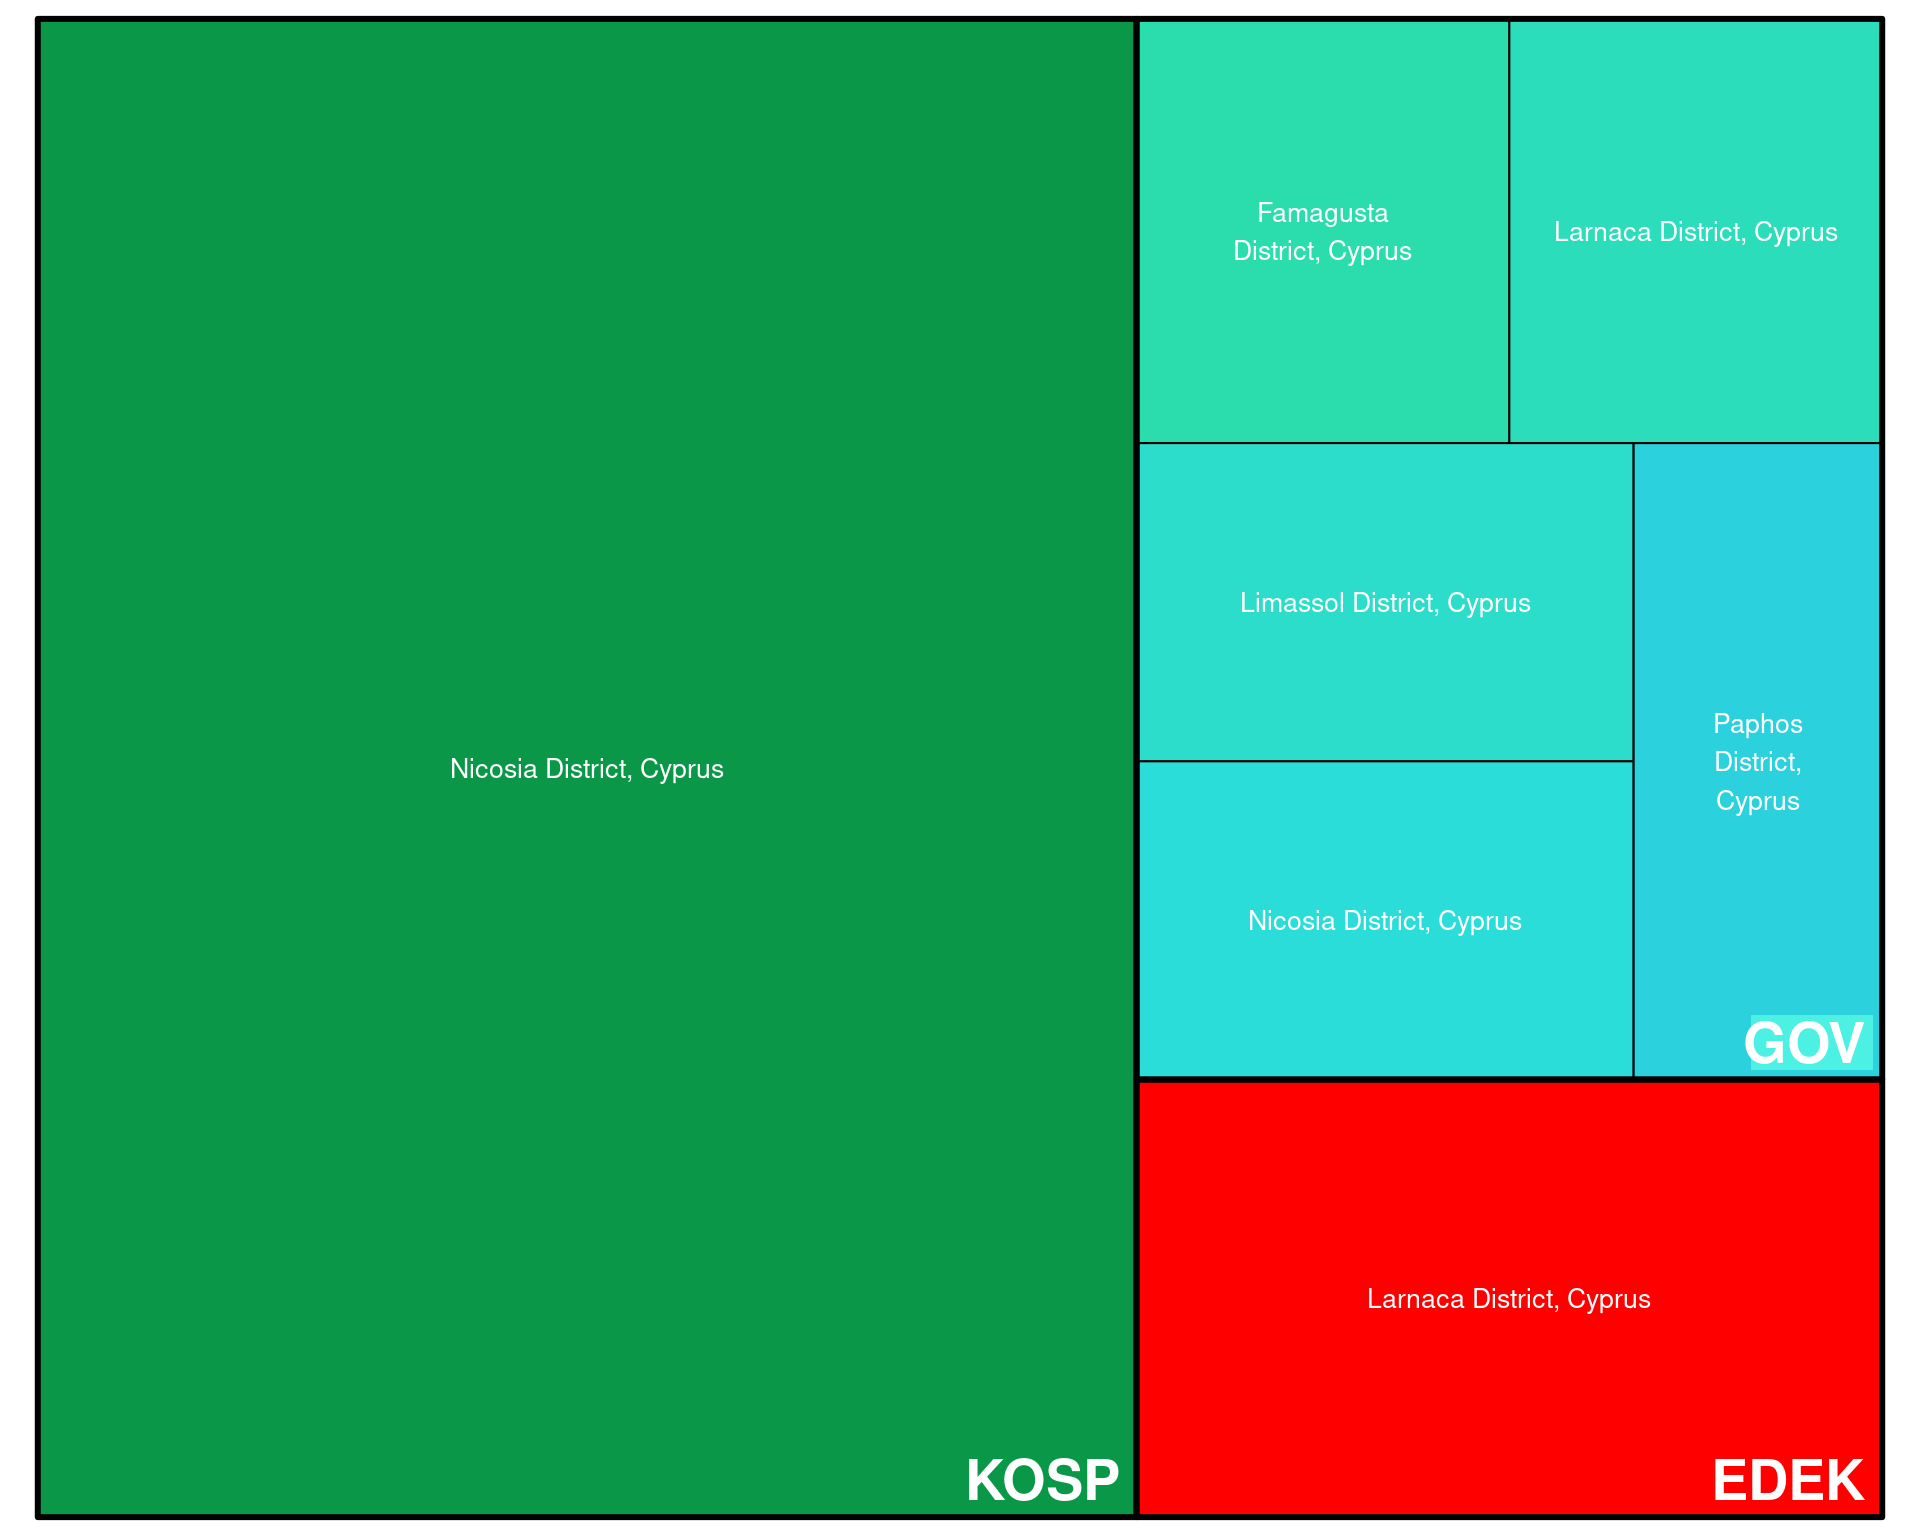 Nicosia District, Cyprus
KOSP
Famagusta
District, Cyprus
Larnaca District, Cyprus
Limassol District, Cyprus
Nicosia District, Cyprus
Paphos
District,
Cyprus
GOV
Larnaca District, Cyprus
EDEK